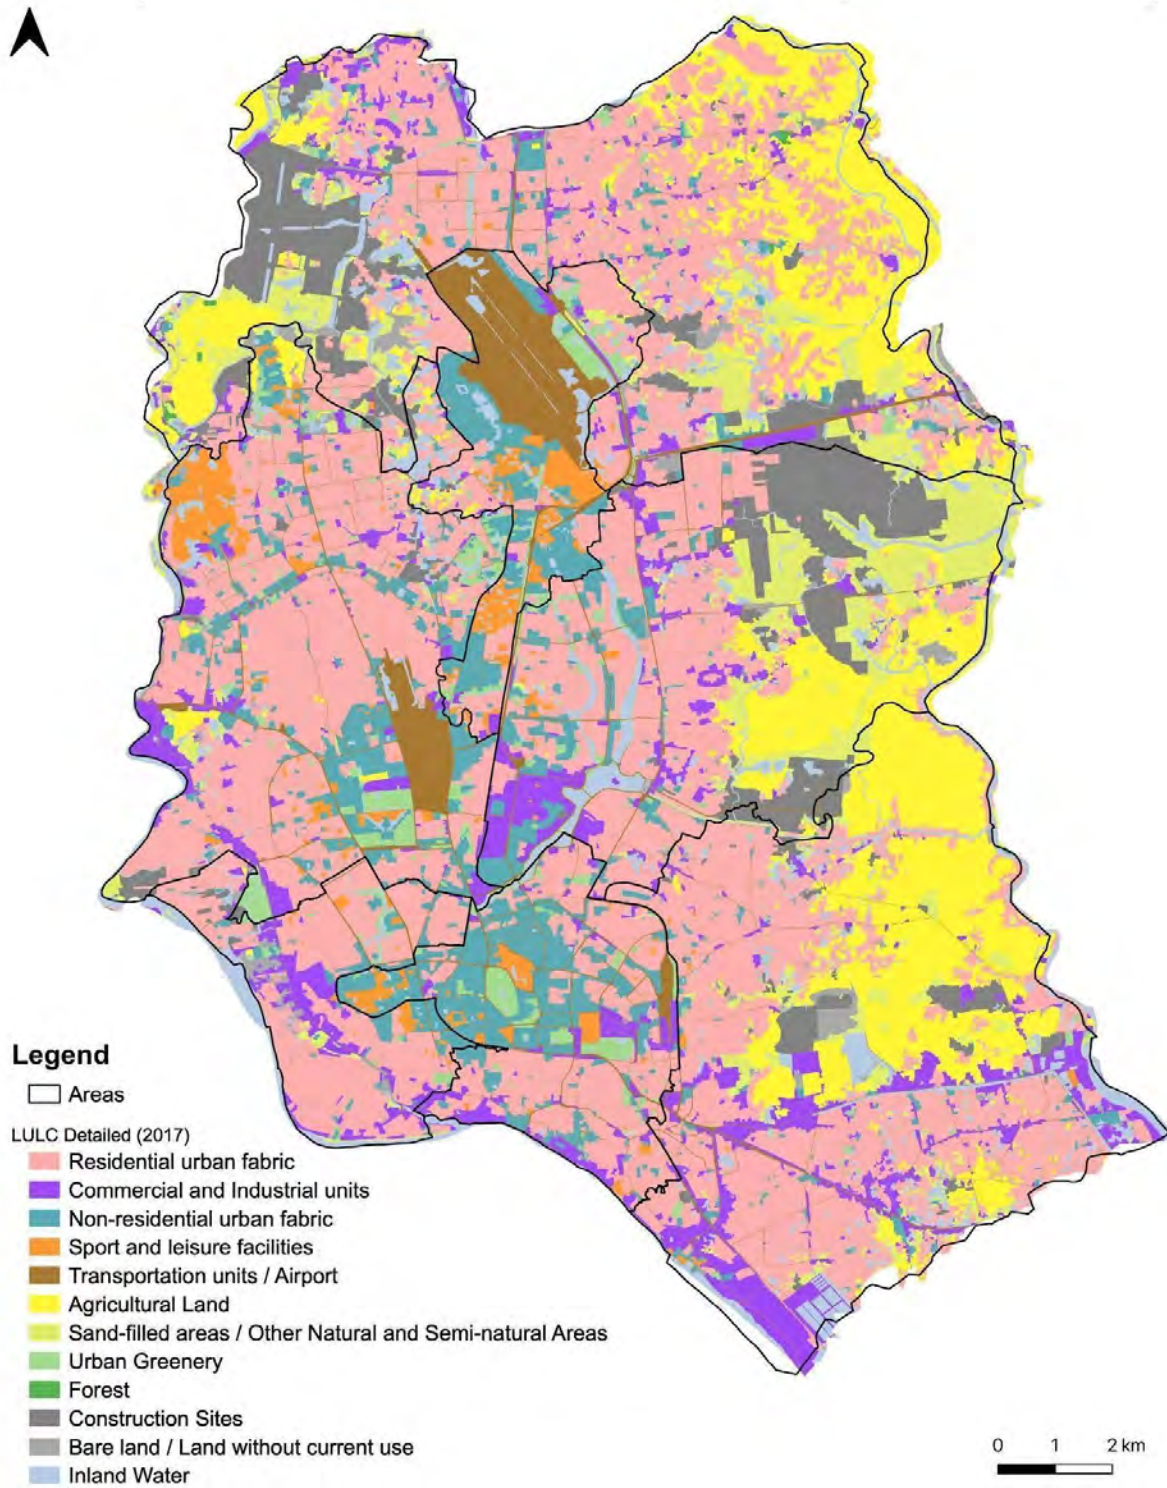 Legend
Areas
LULC Detailed (2017)
Residential urban fabric
Commercial and Industrial units
Non-residential urban fabric
Sport and leisure facilities
Transportation units / Airport
Agricultural Land
Sand-filled areas / Other Natural and Semi-natural Areas
Urban Greenery
Forest
Construction Sites
Bare land / Land without current use
Inland Water
0 1 2 km